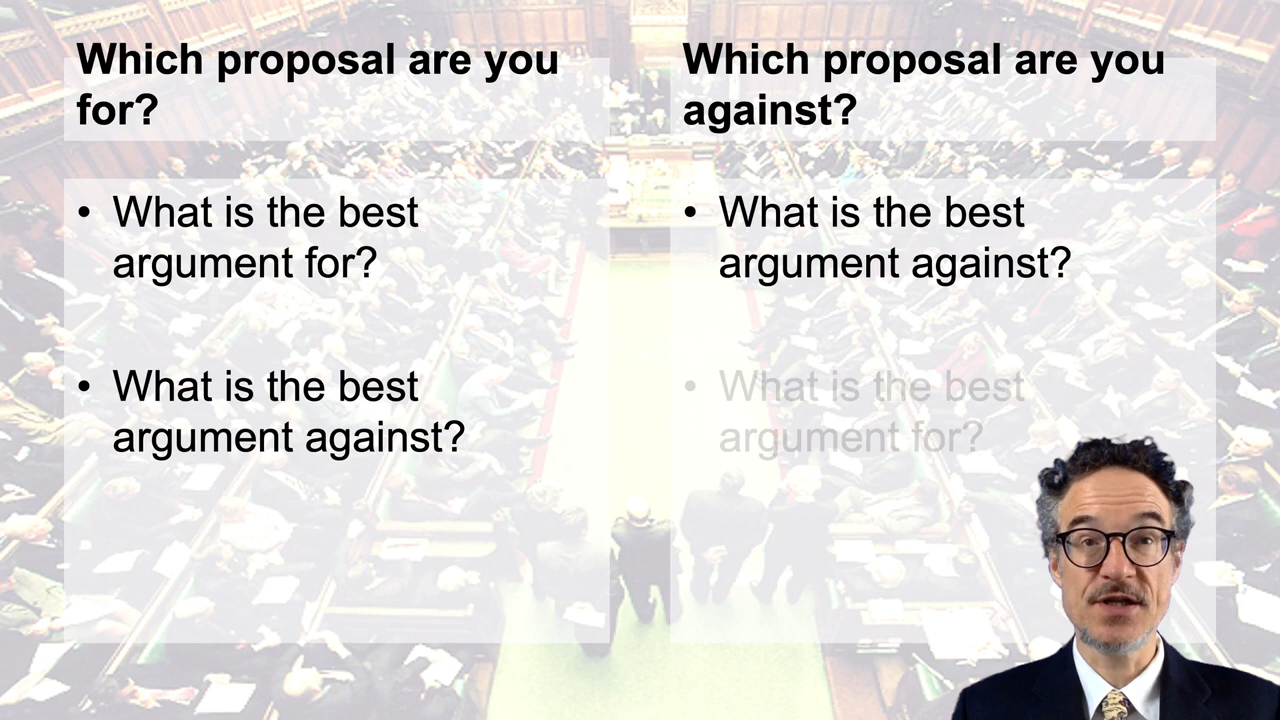 Which proposal are you
for?
• What is the best
argument for?
• What is the best
argument against?
Which proposal are you
against?
• What is the best
argument against?
• What is the best
argument for?